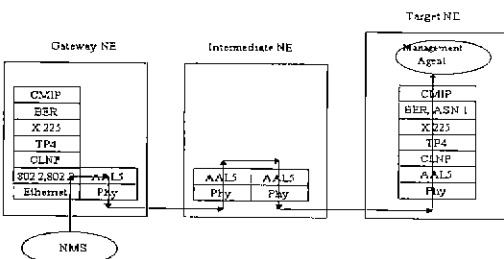 Target NE
Gateway NE
Intermediate NE
Management
Agent
CMIP
BER
X.225
TP4
CLNP
802.2,802. AAL5
Ethernet Phy
AAL5 AAL5
Phy Phy
CMIP
BER, ASN 1
X.225
TP4
CLNP
AAL5
Phy
NMS